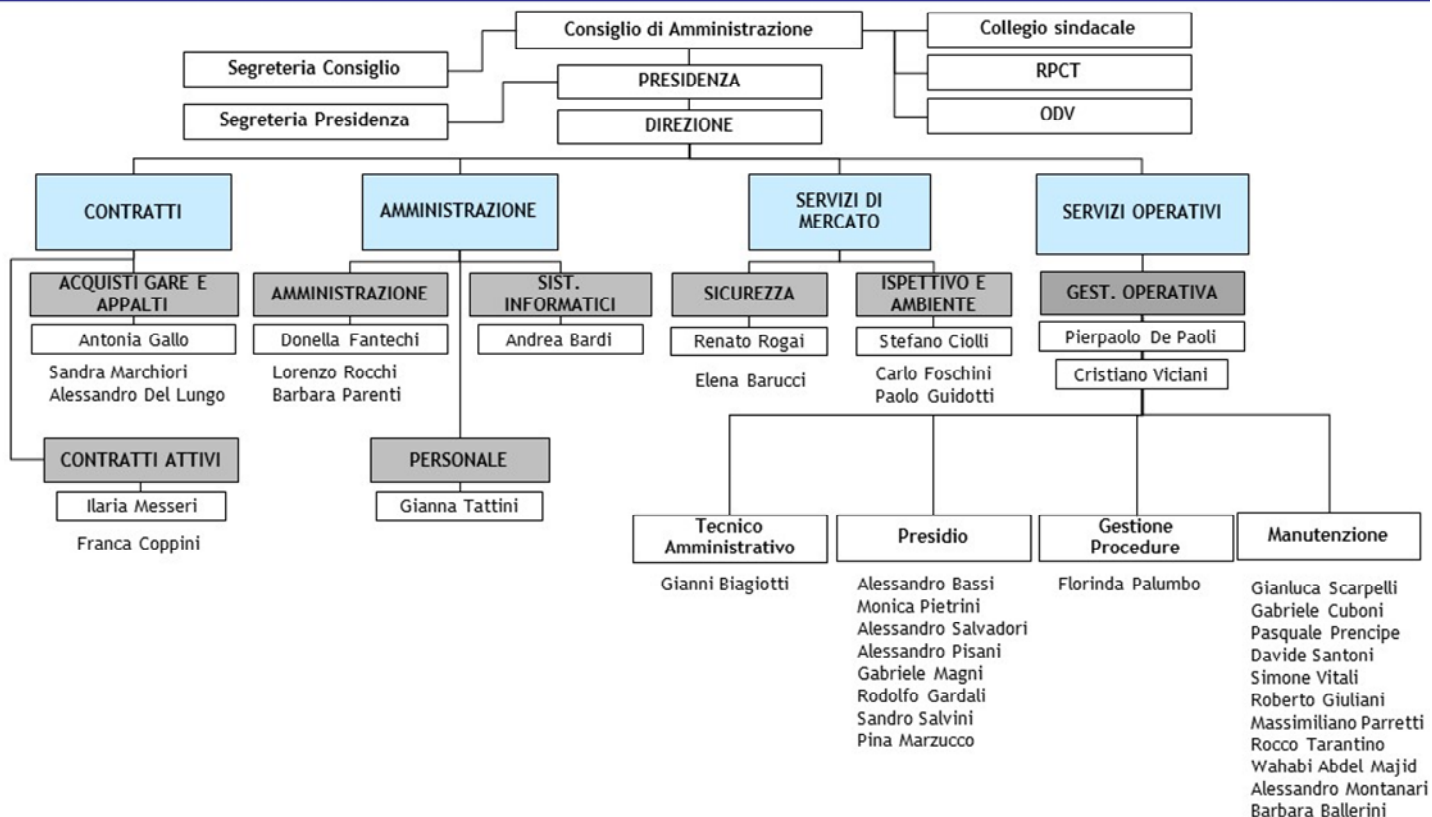 Consiglio di Amministrazione
Collegio sindacale
Segreteria Consiglio
RPCT
PRESIDENZA
Segreteria Presidenza
ODV
DIREZIONE
CONTRATTI
ACQUISTI GARE E
APPALTI
Antonia Gallo
Sandra Marchiori
Alessandro Del Lungo
CONTRATTI ATTIVI
Ilaria Messeri
Franca Coppini
AMMINISTRAZIONE
AMMINISTRAZIONE
Donella Fantechi
Lorenzo Rocchi
Barbara Parenti
SIST.
INFORMATICI
Andrea Bardi
PERSONALE
Gianna Tattini
SERVIZI DI
MERCATO
SICUREZZA
Renato Rogai
Elena Barucci
ISPETTIVO E
AMBIENTE
Stefano Ciolli
Carlo Foschini
Paolo Guidotti
SERVIZI OPERATIVI
GEST. OPERATIVA
Pierpaolo De Paoli
Cristiano Viciani
Tecnico
Amministrativo
Gianni Biagiotti
Presidio
Alessandro Bassi
Monica Pietrini
Alessandro Salvadori
Alessandro Pisani
Gabriele Magni
Rodolfo Gardali
Sandro Salvini
Pina Marzucco
Gestione
Procedure
Florinda Palumbo
Manutenzione
Gianluca Scarpelli
Gabriele Cuboni
Pasquale Prencipe
Davide Santoni
Simone Vitali
Roberto Giuliani
Massimiliano Parretti
Rocco Tarantino
Wahabi Abdel Majid
Alessandro Montanari
Barbara Ballerini